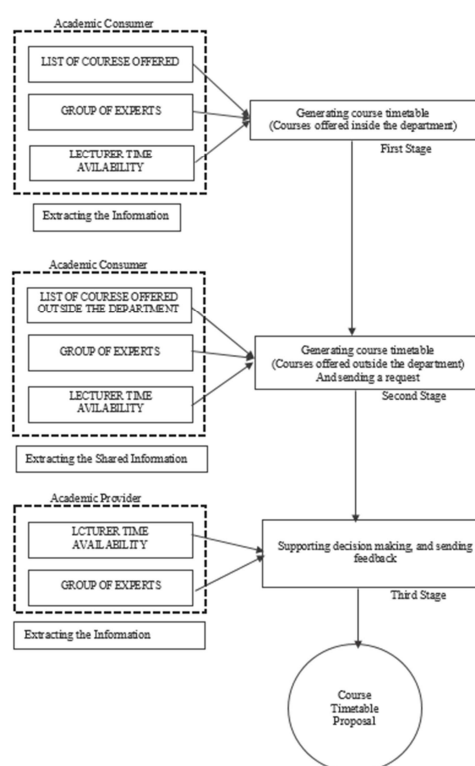 Academic Consumer
LIST OF COURESE OFFERED
GROUP OF EXPERTS
LECTURER TIME
AVILABILITY
Generating course timetable
(Courses offered inside the department)
First Stage
Extracting the Information
Academic Consumer
LIST OF COURESE OFFERED
OUTSIDE THE DEPARTMENT
GROUP OF EXPERTS
LECTURER TIME
AVILABILITY
Generating course timetable
(Courses offered outside the department)
And sending a request
Second Stage
Extracting the Shared Information
Academic Provider
LCTURER TIME
AVAILABILITY
GROUP OF EXPERTS
Supporting decision making, and sending
feedback
Third Stage
Extracting the Information
Course
Timetable
Proposal